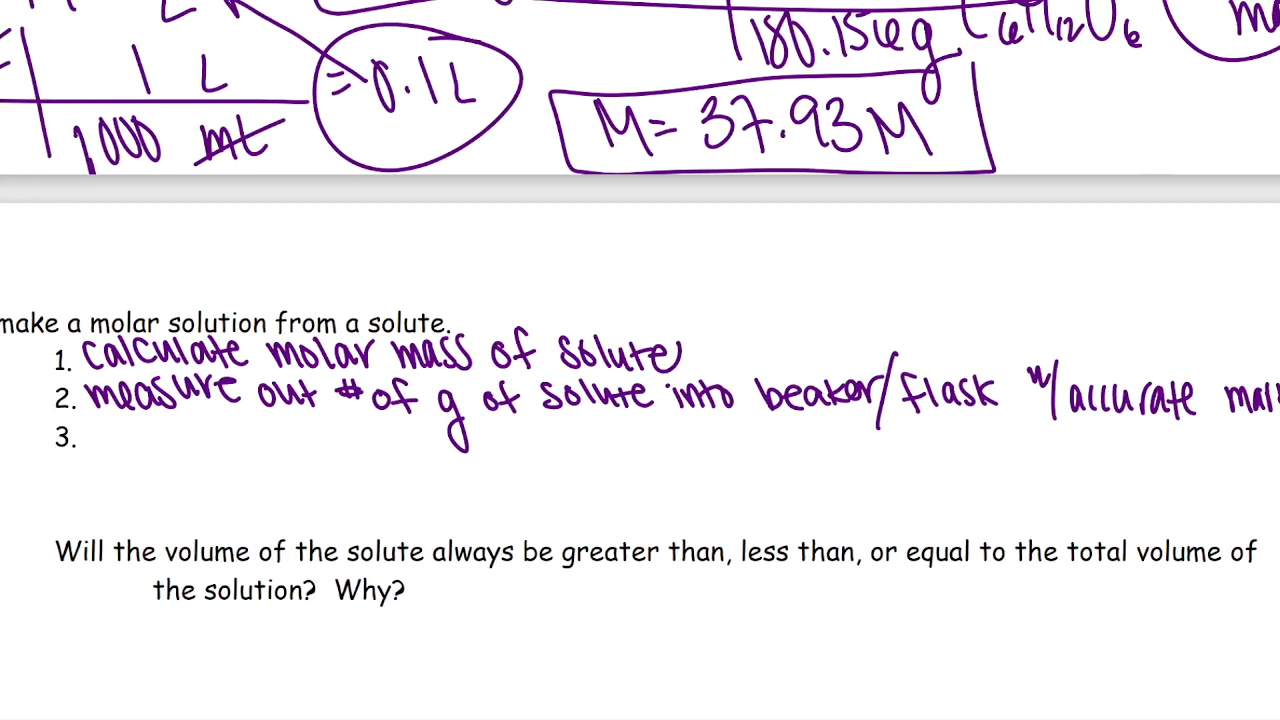 L
180.156g C6H12O6
1 L
= 0.1 L
1000 mL
M = 37.93 M
make a molar solution from a solute.
1. calculate molar mass of solute
2. measure out # of g of solute into beaker/flask w/ accurate
3.
Will the volume of the solute always be greater than, less than, or equal to the total volume of
the solution? Why?